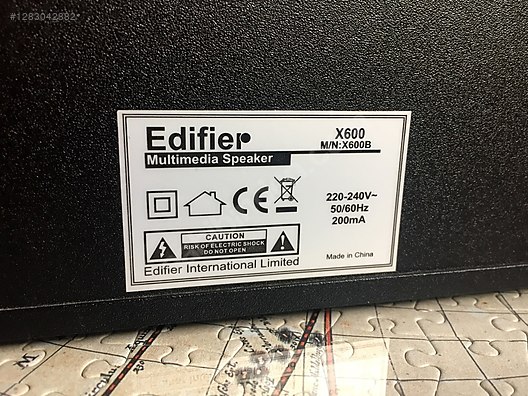 #1283042882
Edifier
Multimedia Speaker
X600
M/N:X600B
CE
220-240V~
50/60Hz
200mA
CAUTION
RISK OF ELECTRIC SHOCK
DO NOT OPEN
Edifier International Limited
Made in China